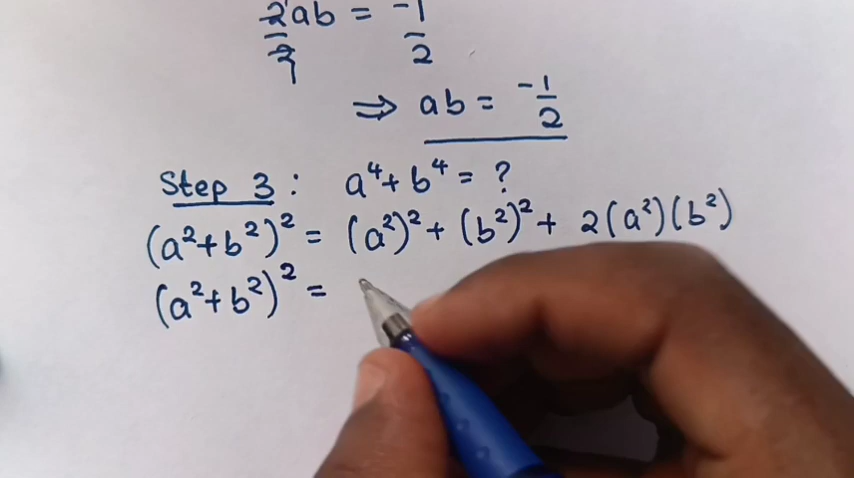 2ab = -1
2 2
⇒ ab = -1/2
Step 3 : a⁴ + b⁴ = ?
(a² + b²)² = (a²)² + (b²)² + 2(a²)(b²)
(a² + b²)² =